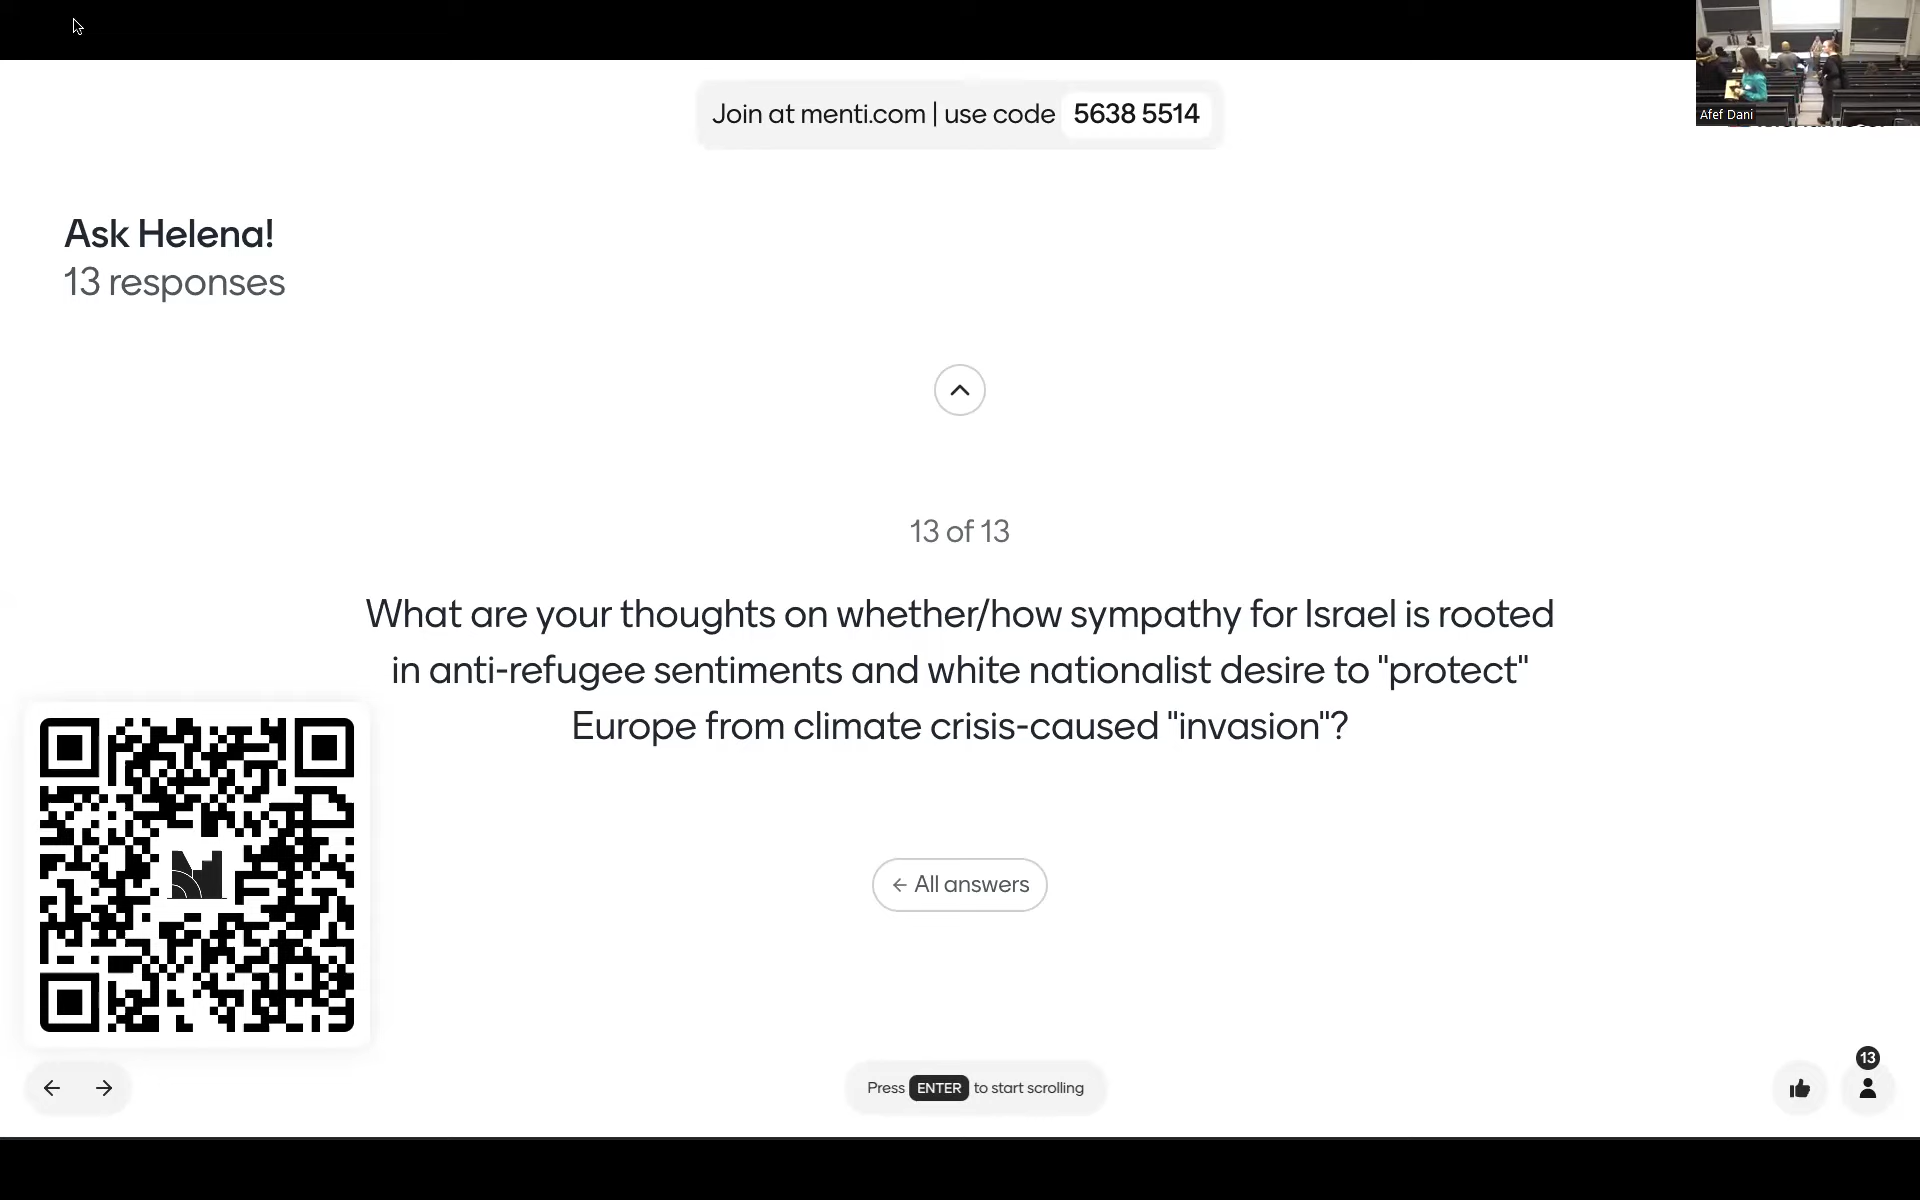 Join at menti.com | use code 5638 5514
Afef Dani
Ask Helena!
13 responses
13 of 13
What are your thoughts on whether/how sympathy for Israel is rooted
in anti-refugee sentiments and white nationalist desire to "protect"
Europe from climate crisis-caused "invasion"?
← All answers
Press ENTER to start scrolling
13